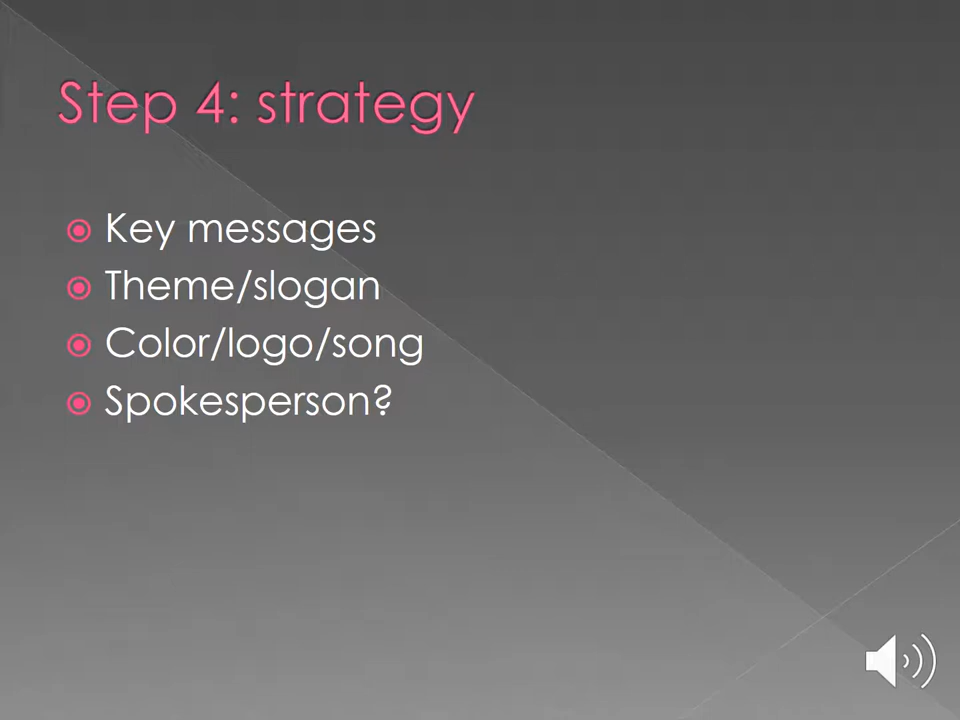 Step 4: strategy
Key messages
Theme/slogan
Color/logo/song
Spokesperson?